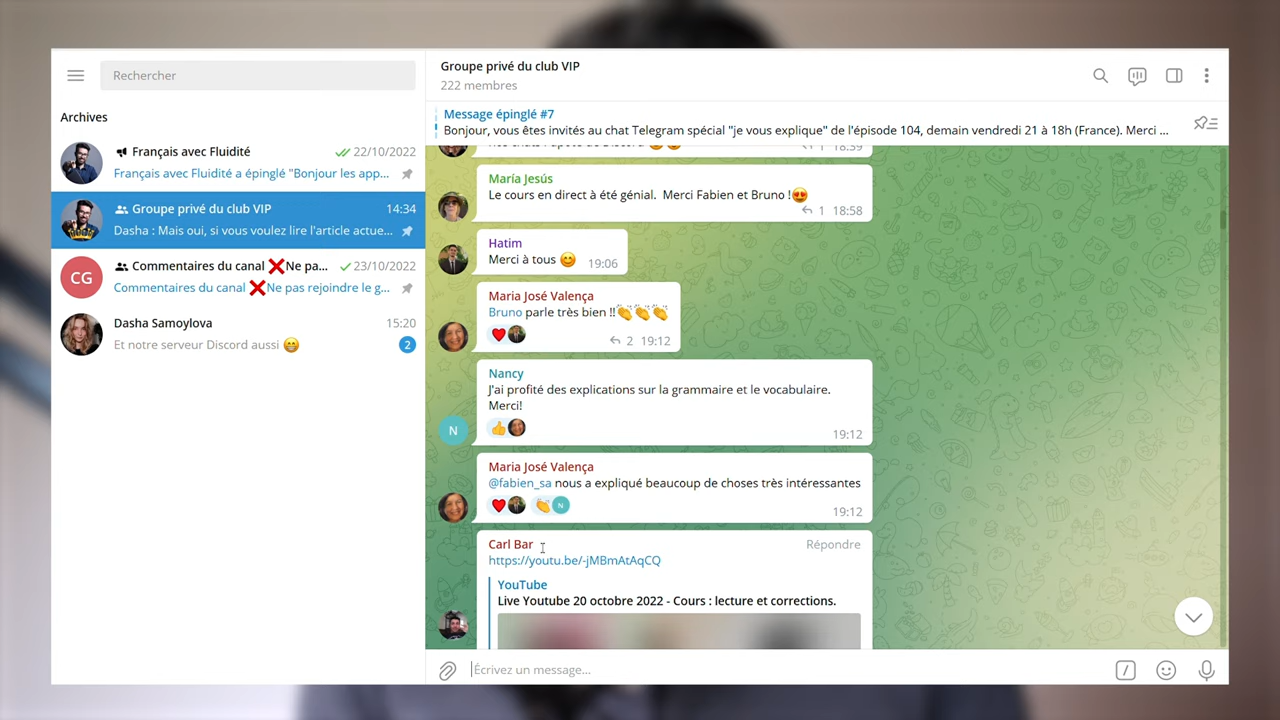 Rechercher
Archives
Français avec Fluidité
22/10/2022
Français avec Fluidité a épinglé "Bonjour les app...
Groupe privé du club VIP
14:34
Dasha : Mais oui, si vous voulez lire l'article actue...
CG
Commentaires du canal ❌Ne pa...
23/10/2022
Commentaires du canal ❌Ne pas rejoindre le g...
Dasha Samoylova
15:20
Et notre serveur Discord aussi 😁
2
Groupe privé du club VIP
222 membres
Message épinglé #7
Bonjour, vous êtes invités au chat Telegram spécial "je vous explique" de l'épisode 104, demain vendredi 21 à 18h (France). Merci ...
1 18:59
María Jesús
Le cours en direct à été génial. Merci Fabien et Bruno !😍
1 18:58
Hatim
Merci à tous 😊
19:06
Maria José Valença
Bruno parle très bien !!👏👏👏
2 19:12
Nancy
J'ai profité des explications sur la grammaire et le vocabulaire.
Merci!
N
19:12
Maria José Valença
@fabien_sa nous a expliqué beaucoup de choses très intéressantes
N
19:12
Carl Bar
Répondre
https://youtu.be/-jMBmAtAqCQ
YouTube
Live Youtube 20 octobre 2022 - Cours : lecture et corrections.
Écrivez un message...